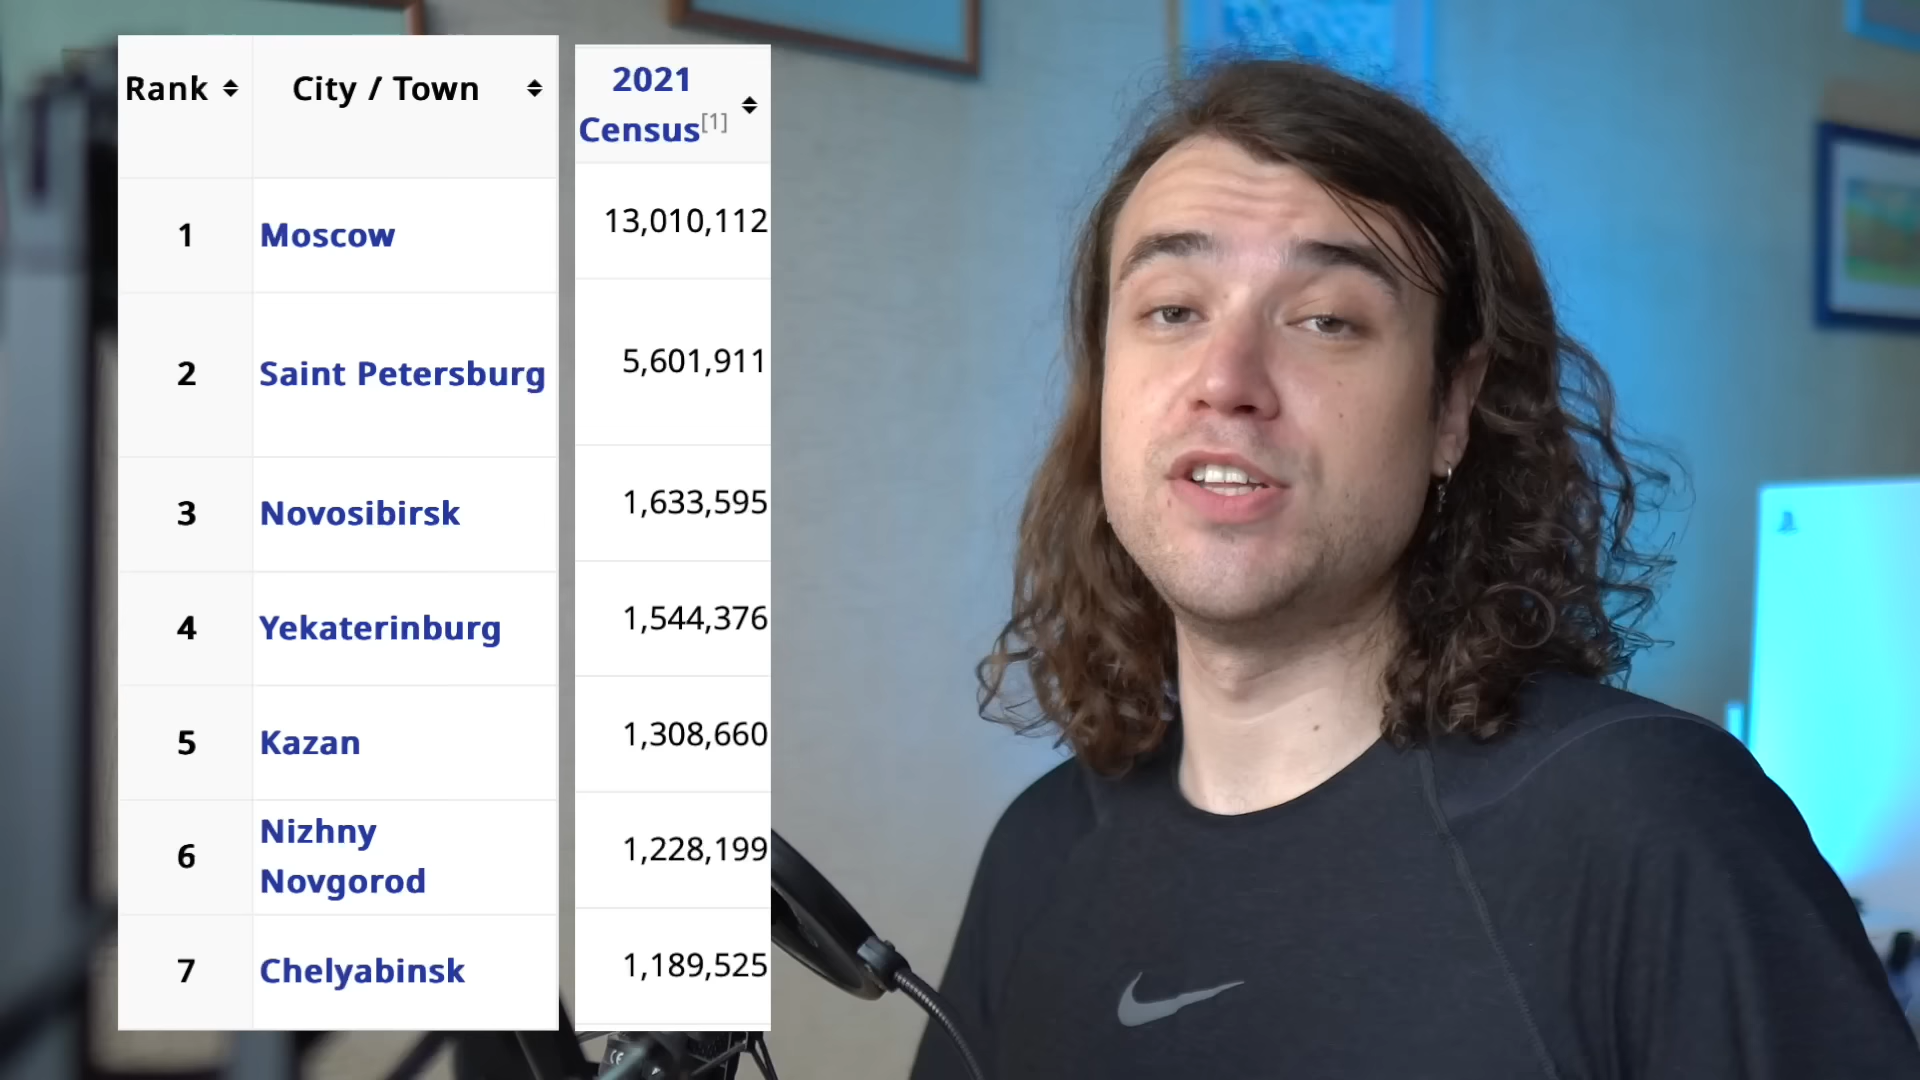 Rank
City / Town
2021
Census[1]
1 Moscow 13,010,112
2 Saint Petersburg 5,601,911
3 Novosibirsk 1,633,595
4 Yekaterinburg 1,544,376
5 Kazan 1,308,660
6 Nizhny
Novgorod 1,228,199
7 Chelyabinsk 1,189,525
CE